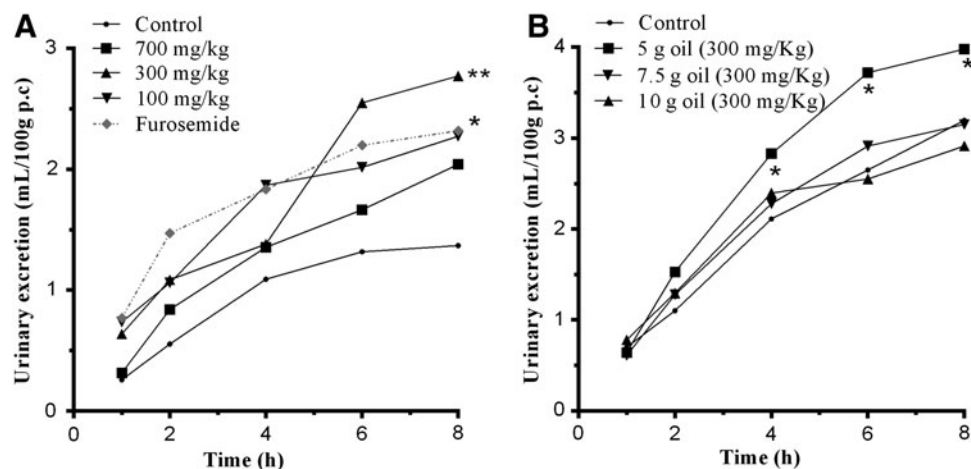 A
Control
700 mg/kg
300 mg/kg
100 mg/kg
Furosemide
Urinary excretion (mL/100g p.c)
3
2
1
0
**
*
0 2 4 6 8
Time (h)
B
Control
5 g oil (300 mg/Kg)
7.5 g oil (300 mg/Kg)
10 g oil (300 mg/Kg)
Urinary excretion (mL/100g p.c)
4
3
2
1
0
*
*
*
0 2 4 6 8
Time (h)